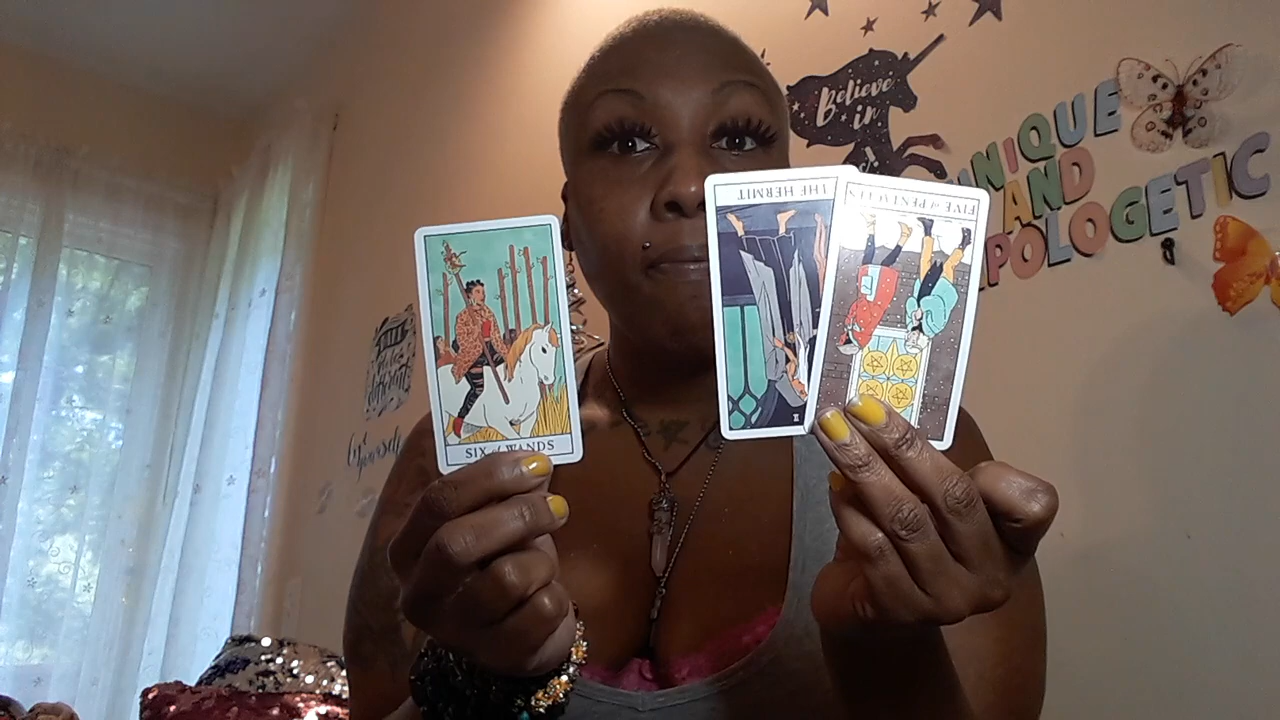 Believe
in
UNIQUE
AND
APOLOGETIC
THE HERMIT
FIVE of PENTACLES
SIX of WANDS